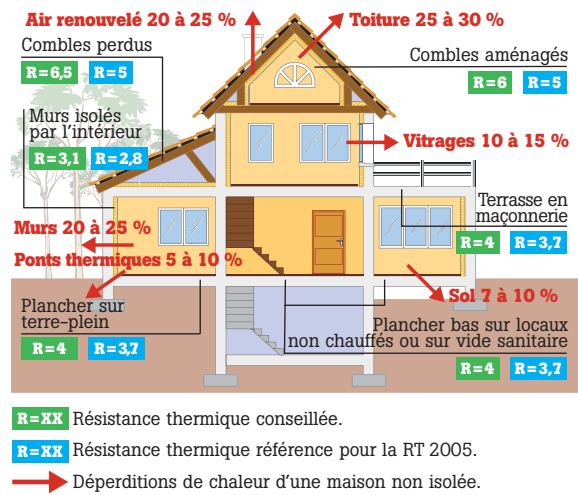 Air renouvelé 20 à 25 %
Toiture 25 à 30 %
Combles perdus
R=6,5 R=5
Combles aménagés
R=6 R=5
Murs isolés
par l'intérieur
R=3,1 R=2,8
Vitrages 10 à 15 %
Terrasse en
maçonnerie
R=4 R=3,7
Murs 20 à 25 %
Ponts thermiques 5 à 10 %
Sol 7 à 10 %
Plancher sur
terre-plein
R=4 R=3,7
Plancher bas sur locaux
non chauffés ou sur vide sanitaire
R=4 R=3,7
R=XX Résistance thermique conseillée.
R=XX Résistance thermique référence pour la RT 2005.
Déperditions de chaleur d'une maison non isolée.